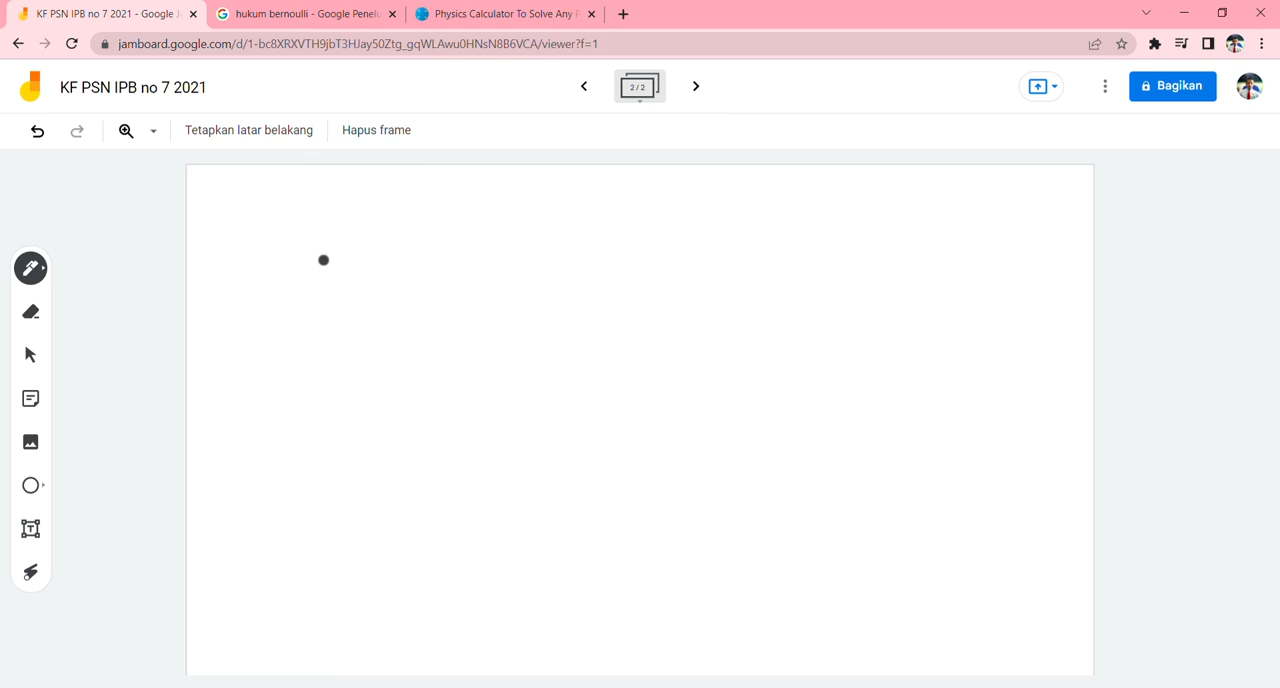 KF PSN IPB no 7 2021 - Google J
hukum bernoulli - Google Penelu
Physics Calculator To Solve Any P
jamboard.google.com/d/1-bc8XRXVTH9jbT3HJay50Ztg_gqWLAwu0HNsN8B6VCA/viewer?f=1
KF PSN IPB no 7 2021
2 / 2
Bagikan
Tetapkan latar belakang
Hapus frame